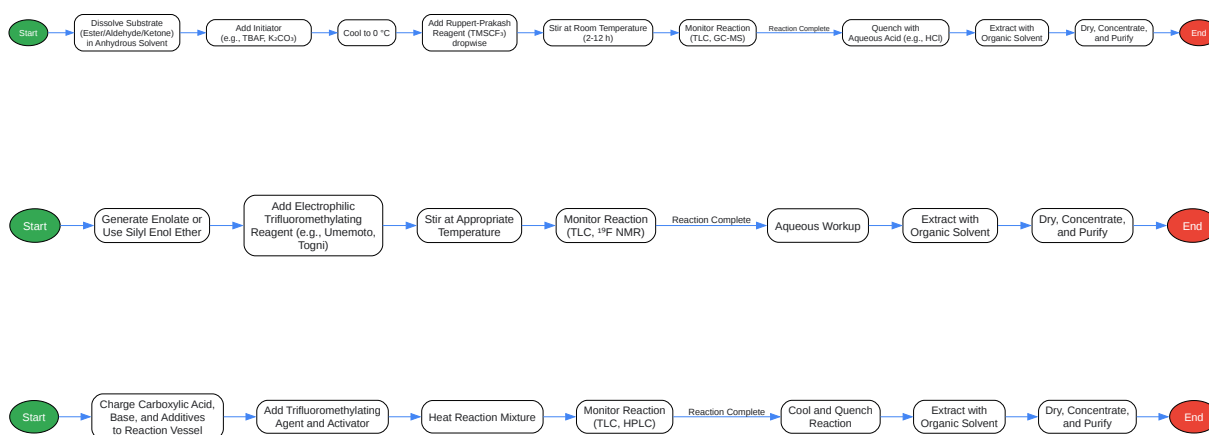 Start
Dissolve Substrate
(Ester/Aldehyde/Ketone)
in Anhydrous Solvent
Add Initiator
(e.g., TBAF, K₂CO₃)
Cool to 0 °C
Add Ruppert-Prakash
Reagent (TMSCF₃)
dropwise
Stir at Room Temperature
(2-12 h)
Monitor Reaction
(TLC, GC-MS)
Reaction Complete
Quench with
Aqueous Acid (e.g., HCl)
Extract with
Organic Solvent
Dry, Concentrate,
and Purify
End
Start
Generate Enolate or
Use Silyl Enol Ether
Add Electrophilic
Trifluoromethylating
Reagent (e.g., Umemoto,
Togni)
Stir at Appropriate
Temperature
Monitor Reaction
(TLC, ¹⁹F NMR)
Reaction Complete
Aqueous Workup
Extract with
Organic Solvent
Dry, Concentrate,
and Purify
End
Start
Charge Carboxylic Acid,
Base, and Additives
to Reaction Vessel
Add Trifluoromethylating
Agent and Activator
Heat Reaction Mixture
Monitor Reaction
(TLC, HPLC)
Reaction Complete
Cool and Quench
Reaction
Extract with
Organic Solvent
Dry, Concentrate,
and Purify
End